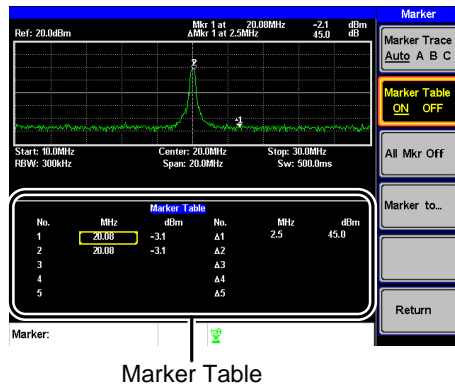 Mkr 1 at 20.08MHz -2.1 dBm
Ref: 20.0dBm ΔMkr 1 at 2.5MHz 45.0 dB
2
Δ1
Start: 10.0MHz Center: 20.0MHz Stop: 30.0MHz
RBW: 300kHz Span: 20.0MHz Sw: 500.0ms
Marker Table
No. MHz dBm No. MHz dBm
1 20.08 -3.1 Δ1 2.5 45.0
2 20.08 -3.1 Δ2
3 Δ3
4 Δ4
5 Δ5
Marker:
Marker
Marker Trace
Auto A B C
Marker Table
ON OFF
All Mkr Off
Marker to...
Return
Marker Table